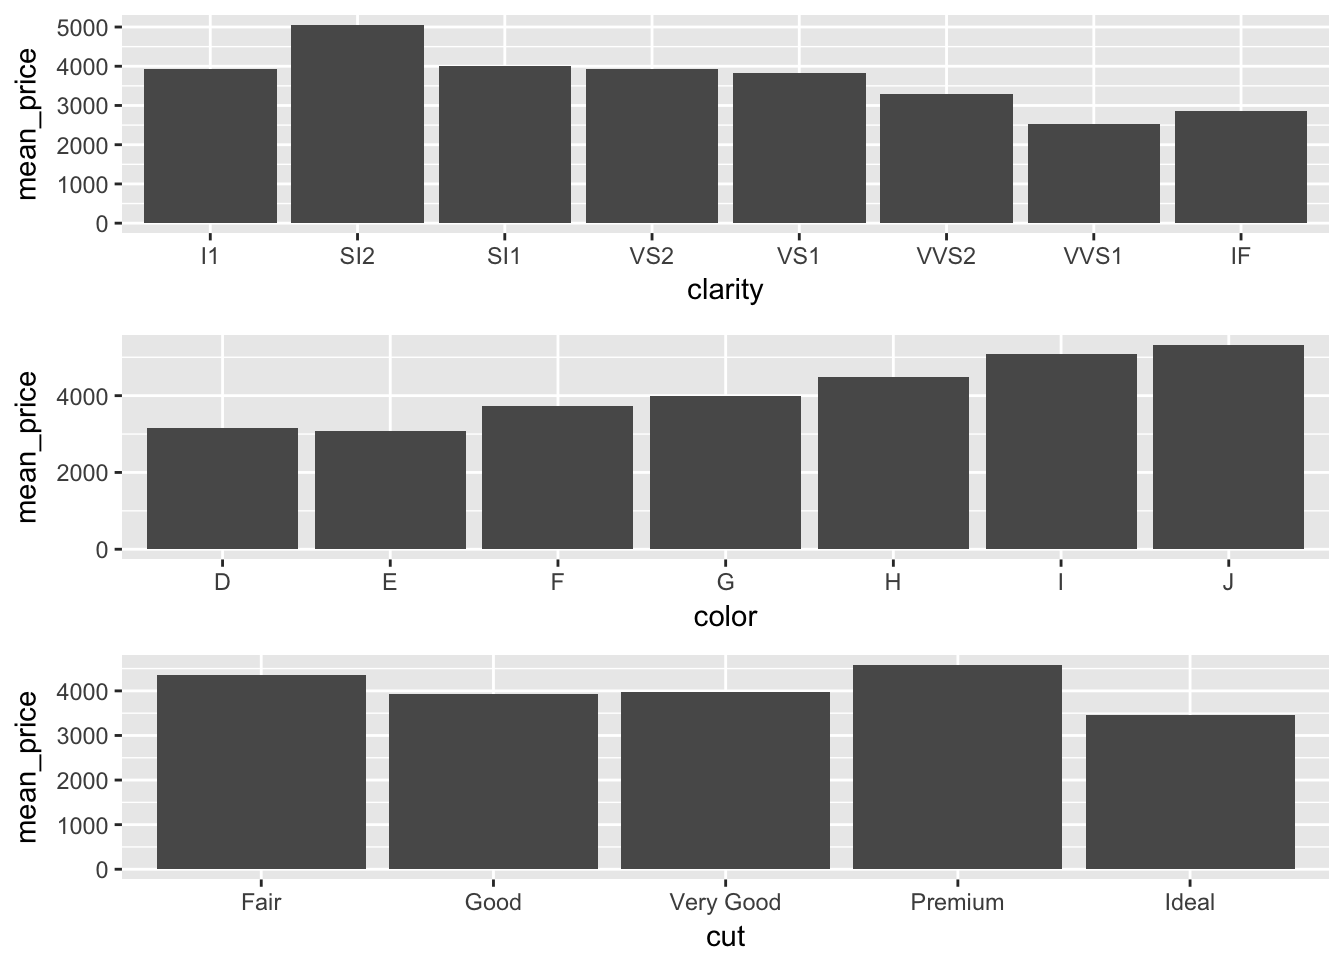 mean_price
5000
4000
3000
2000
1000
0
I1 SI2 SI1 VS2 VS1 VVS2 VVS1 IF
clarity
mean_price
4000
2000
0
D E F G H I J
color
mean_price
4000
3000
2000
1000
0
Fair Good Very Good Premium Ideal
cut